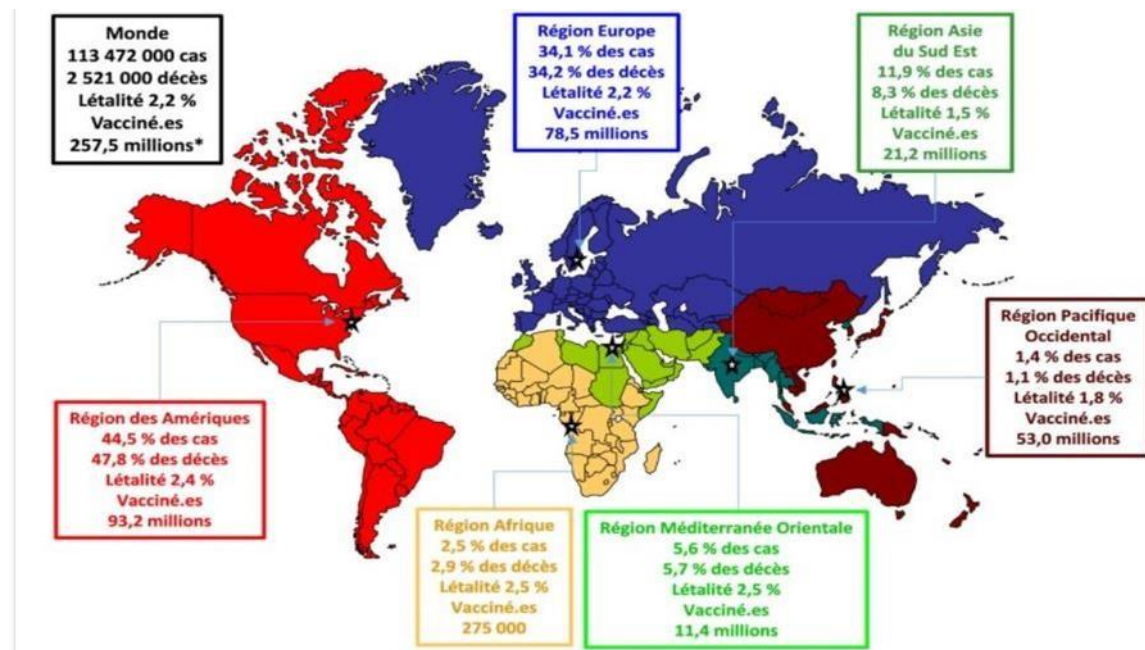 Monde
113 472 000 cas
2 521 000 décès
Létalité 2,2 %
Vacciné.es
257,5 millions*
Région Europe
34,1 % des cas
34,2 % des décès
Létalité 2,2 %
Vacciné.es
78,5 millions
Région Asie
du Sud Est
11,9 % des cas
8,3 % des décès
Létalité 1,5 %
Vacciné.es
21,2 millions
Région Pacifique
Occidental
1,4 % des cas
1,1 % des décès
Létalité 1,8 %
Vacciné.es
53,0 millions
Région des Amériques
44,5 % des cas
47,8 % des décès
Létalité 2,4 %
Vacciné.es
93,2 millions
Région Afrique
2,5 % des cas
2,9 % des décès
Létalité 2,5 %
Vacciné.es
275 000
Région Méditerranée Orientale
5,6 % des cas
5,7 % des décès
Létalité 2,5 %
Vacciné.es
11,4 millions